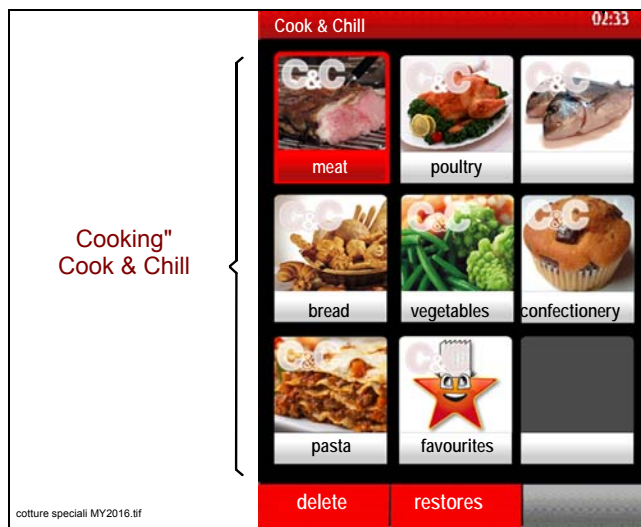 Cook & Chill
02:33
Cooking"
Cook & Chill
C&C
C&C
C&C
meat
poultry
C&C
C&C
C&C
bread
vegetables
confectionery
C&C
C&C
pasta
favourites
cotture speciali MY2016.tif
delete
restores